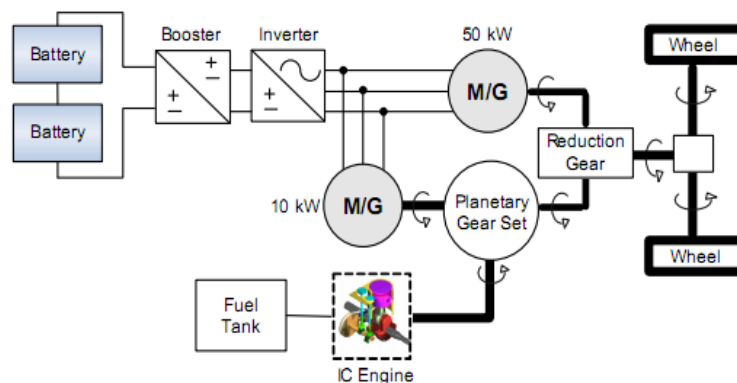 50 kW
Booster
Inverter
Wheel
Battery
M/G
Battery
Reduction
Gear
10 kW
M/G
Planetary
Gear Set
Wheel
Fuel
Tank
IC Engine